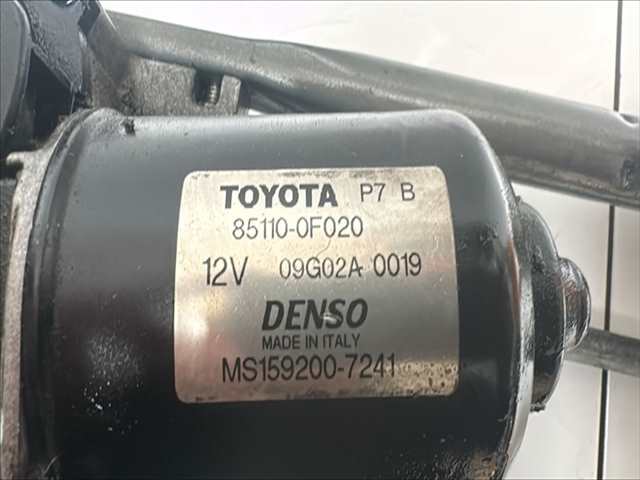 TOYOTA P7 B
85110-0F020
12V 09G02A 0019
DENSO
MADE IN ITALY
MS159200-7241